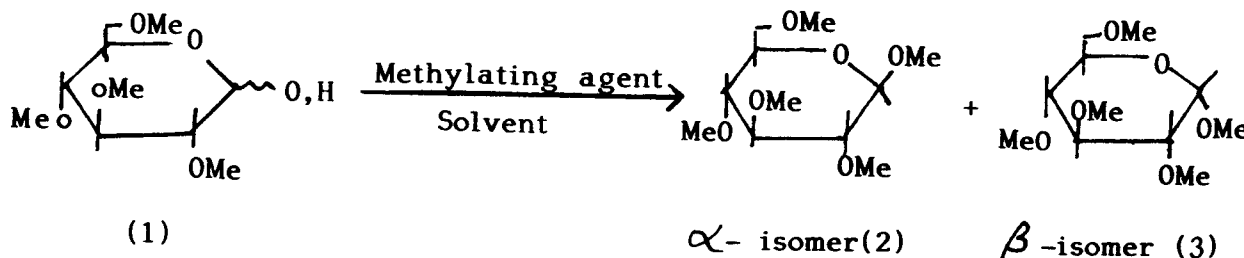 OMe
O
OMe
oMe
Meo
OMe
O,H
(1)
Methylating agent
Solvent
OMe
O
OMe
OMe
MeO
OMe
α- isomer(2)
+
OMe
O
OMe
OMe
MeO
OMe
β-isomer (3)